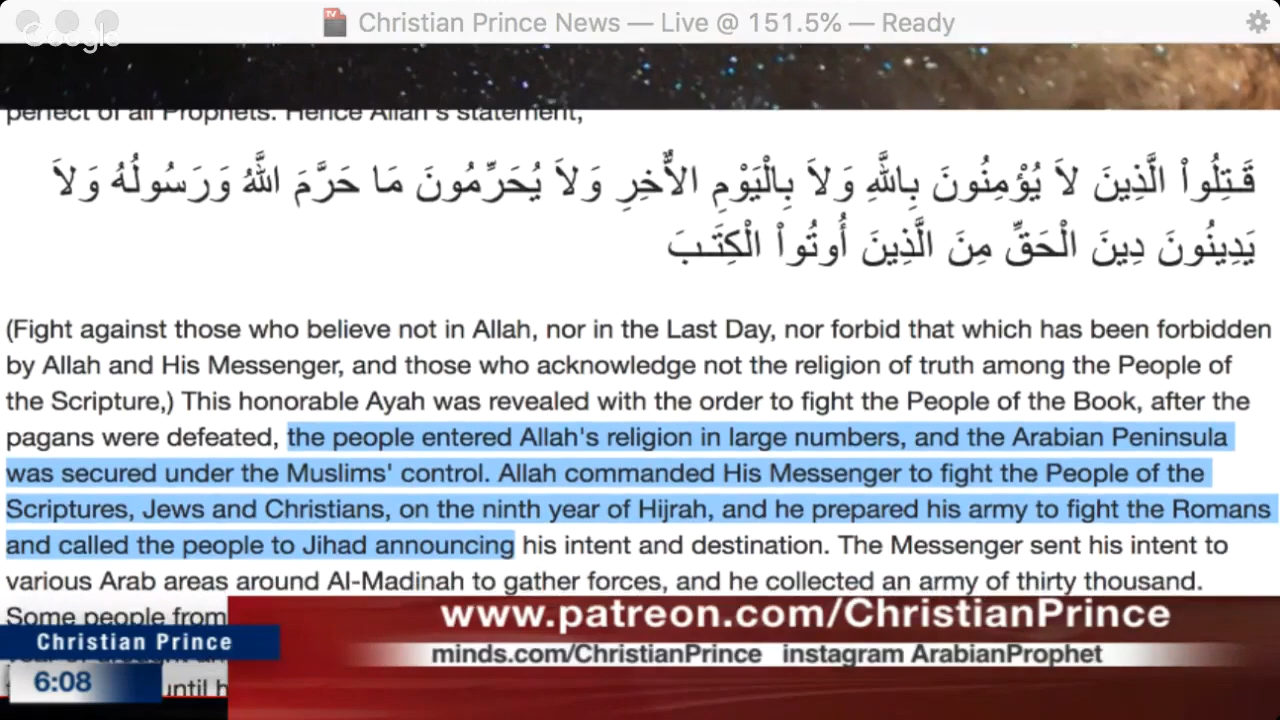 Christian Prince News — Live @ 151.5% — Ready
Google
perfect of all Prophets. Hence Allah's statement,
قَـتِلُواْ الَّذِينَ لاَ يُؤْمِنُونَ بِاللَّهِ وَلاَ بِالْيَوْمِ الاٌّخِرِ وَلاَ يُحَرِّمُونَ مَا حَرَّمَ اللَّهُ وَرَسُولُهُ وَلاَ
يَدِينُونَ دِينَ الْحَقِّ مِنَ الَّذِينَ أُوتُواْ الْكِتَـبَ
(Fight against those who believe not in Allah, nor in the Last Day, nor forbid that which has been forbidden
by Allah and His Messenger, and those who acknowledge not the religion of truth among the People of
the Scripture,) This honorable Ayah was revealed with the order to fight the People of the Book, after the
pagans were defeated, the people entered Allah's religion in large numbers, and the Arabian Peninsula
was secured under the Muslims' control. Allah commanded His Messenger to fight the People of the
Scriptures, Jews and Christians, on the ninth year of Hijrah, and he prepared his army to fight the Romans
and called the people to Jihad announcing his intent and destination. The Messenger sent his intent to
various Arab areas around Al-Madinah to gather forces, and he collected an army of thirty thousand.
Some people from
www.patreon.com/ChristianPrince
Christian Prince
minds.com/ChristianPrince instagram ArabianProphet
6:08
until h